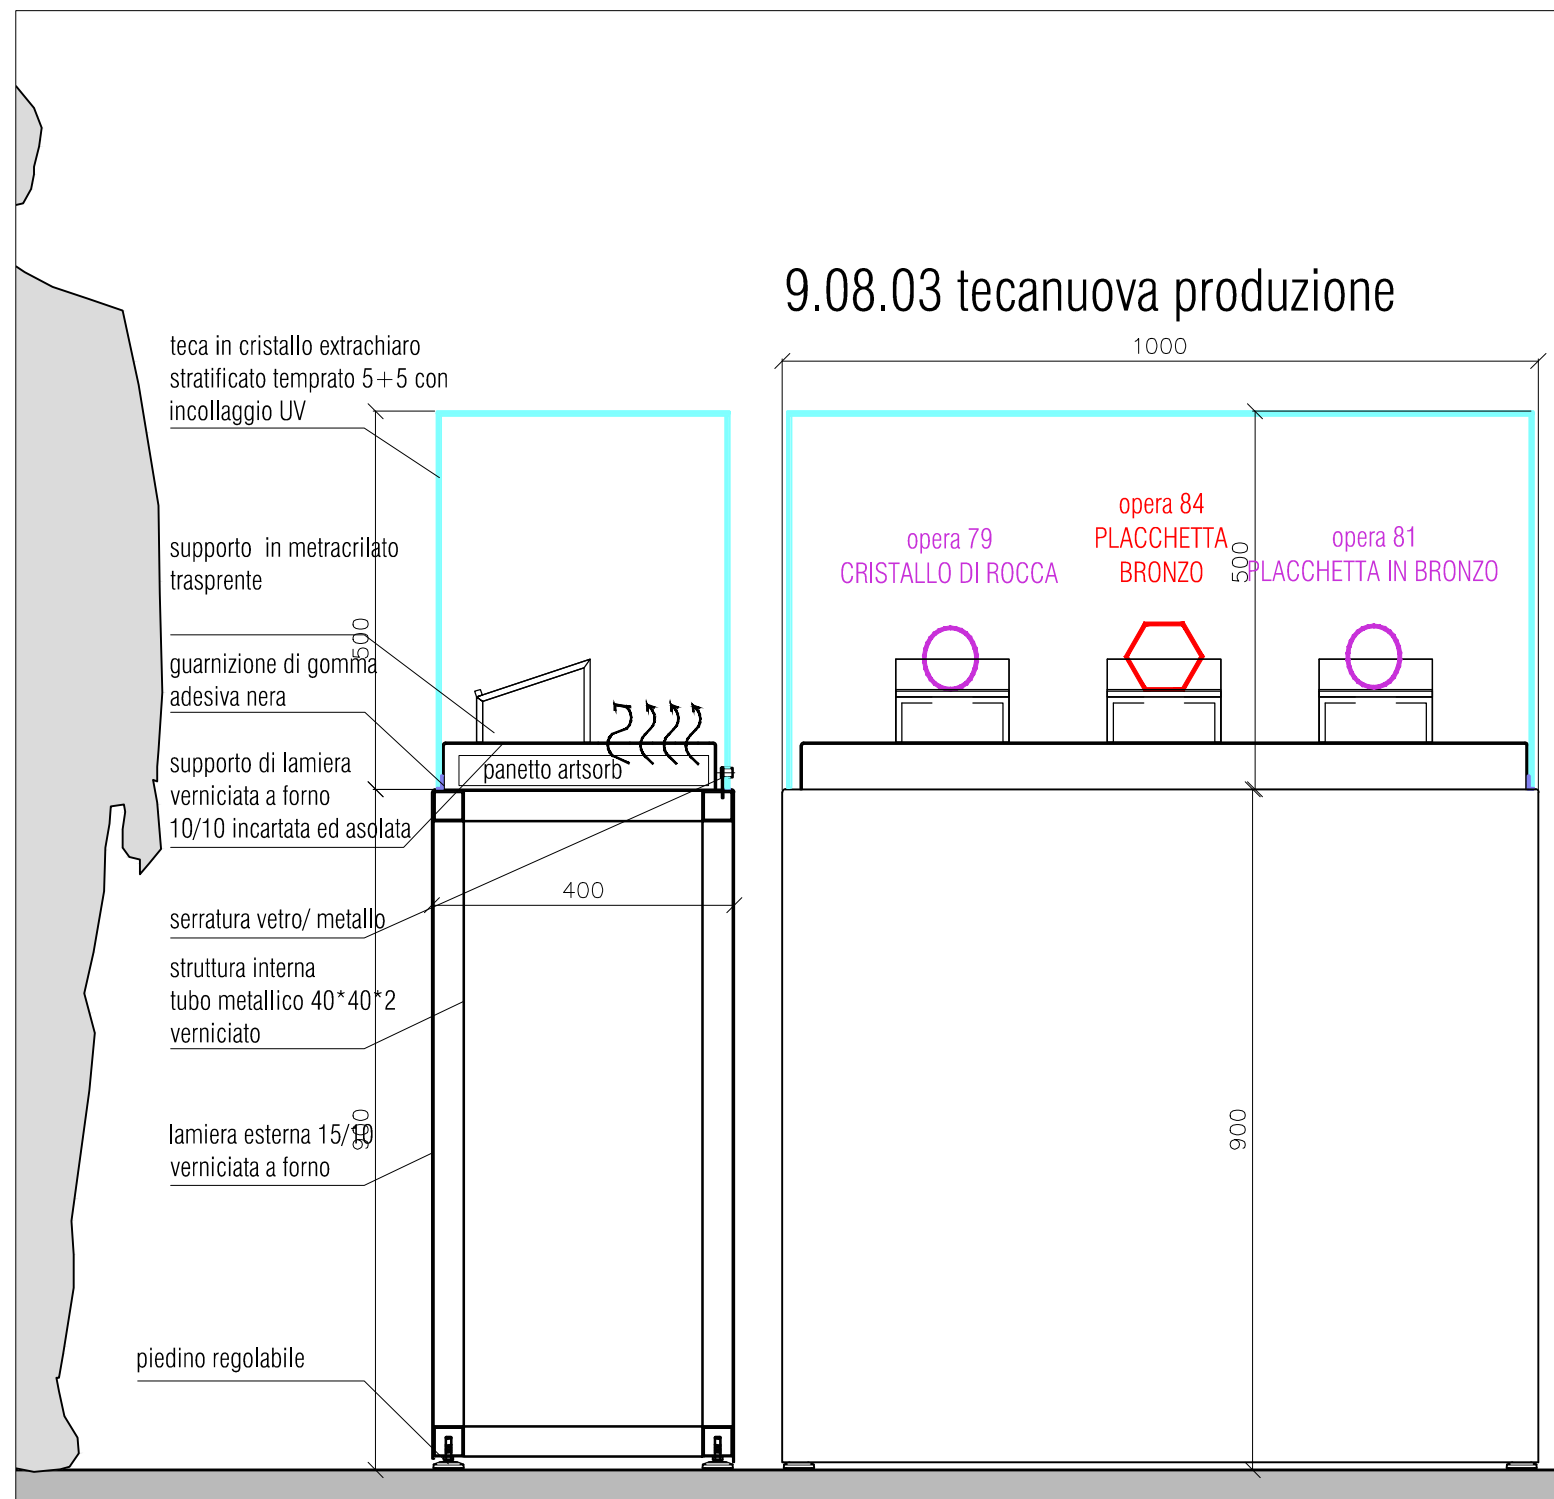 9.08.03 tecanuova produzione
1000
teca in cristallo extrachiaro
stratificato temprato 5+5 con
incollaggio UV
supporto in metracrilato
trasprente
500
guarnizione di gomma
adesiva nera
supporto di lamiera
verniciata a forno
10/10 incartata ed asolata
panetto artsorb
serratura vetro/ metallo
400
struttura interna
tubo metallico 40*40*2
verniciato
900
lamiera esterna 15/10
verniciata a forno
piedino regolabile
opera 79
CRISTALLO DI ROCCA
opera 84
PLACCHETTA
BRONZO
500
opera 81
PLACCHETTA IN BRONZO
900